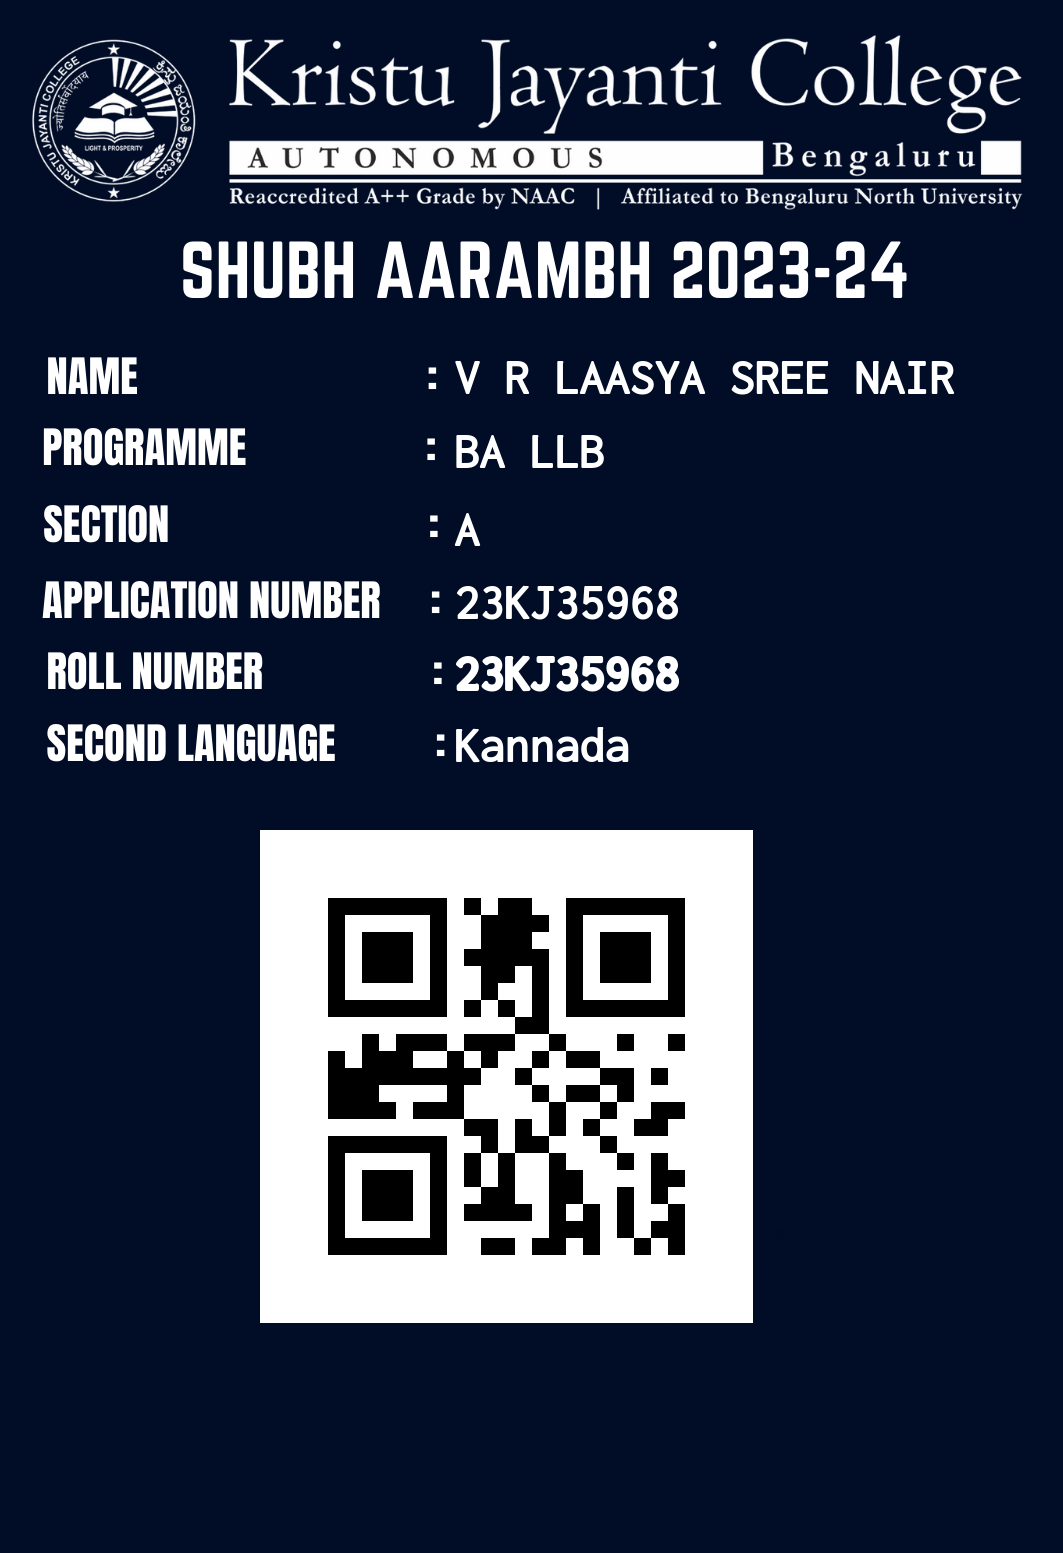 Kristu Jayanti College
AUTONOMOUS Bengaluru
Reaccredited A++ Grade by NAAC | Affiliated to Bengaluru North University
KRISTU JAYANTI COLLEGE
LIGHT & PROSPERITY
SHUBH AARAMBH 2023-24
NAME : V R LAASYA SREE NAIR
PROGRAMME : BA LLB
SECTION : A
APPLICATION NUMBER : 23KJ35968
ROLL NUMBER : 23KJ35968
SECOND LANGUAGE :Kannada